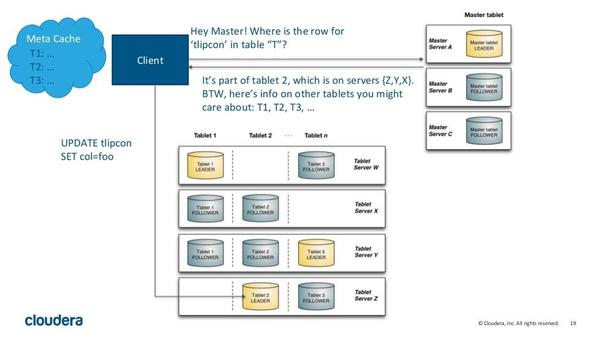 Meta Cache
T1: ...
T2: ...
T3: ...
Client
Hey Master! Where is the row for
'tlipcon' in table "T"?
It's part of tablet 2, which is on servers {Z,Y,X}.
BTW, here's info on other tablets you might
care about: T1, T2, T3, ...
UPDATE tlipcon
SET col=foo
Master tablet
Master
Server A
Master tablet
LEADER
Master
Server B
Master tablet
FOLLOWER
Master
Server C
Master tablet
FOLLOWER
Tablet 1
Tablet 2
...
Tablet n
Tablet 1
LEADER
Tablet 3
FOLLOWER
Tablet
Server W
Tablet 1
FOLLOWER
Tablet 2
FOLLOWER
Tablet
Server X
Tablet 1
FOLLOWER
Tablet 2
FOLLOWER
Tablet 3
LEADER
Tablet
Server Y
Tablet 2
LEADER
Tablet 3
FOLLOWER
Tablet
Server Z
cloudera
© Cloudera, Inc. All rights reserved.
19